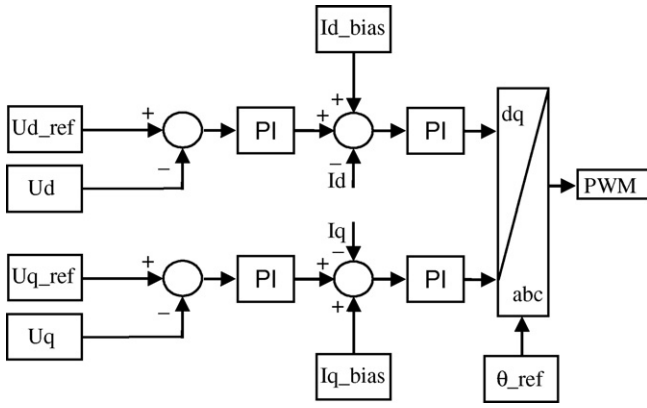 Id_bias
Ud_ref
+
PI
+
+
PI
dq
−
−
Ud
Id
PWM
Iq
Uq_ref
+
PI
+
−
PI
abc
−
+
Uq
Iq_bias
θ_ref